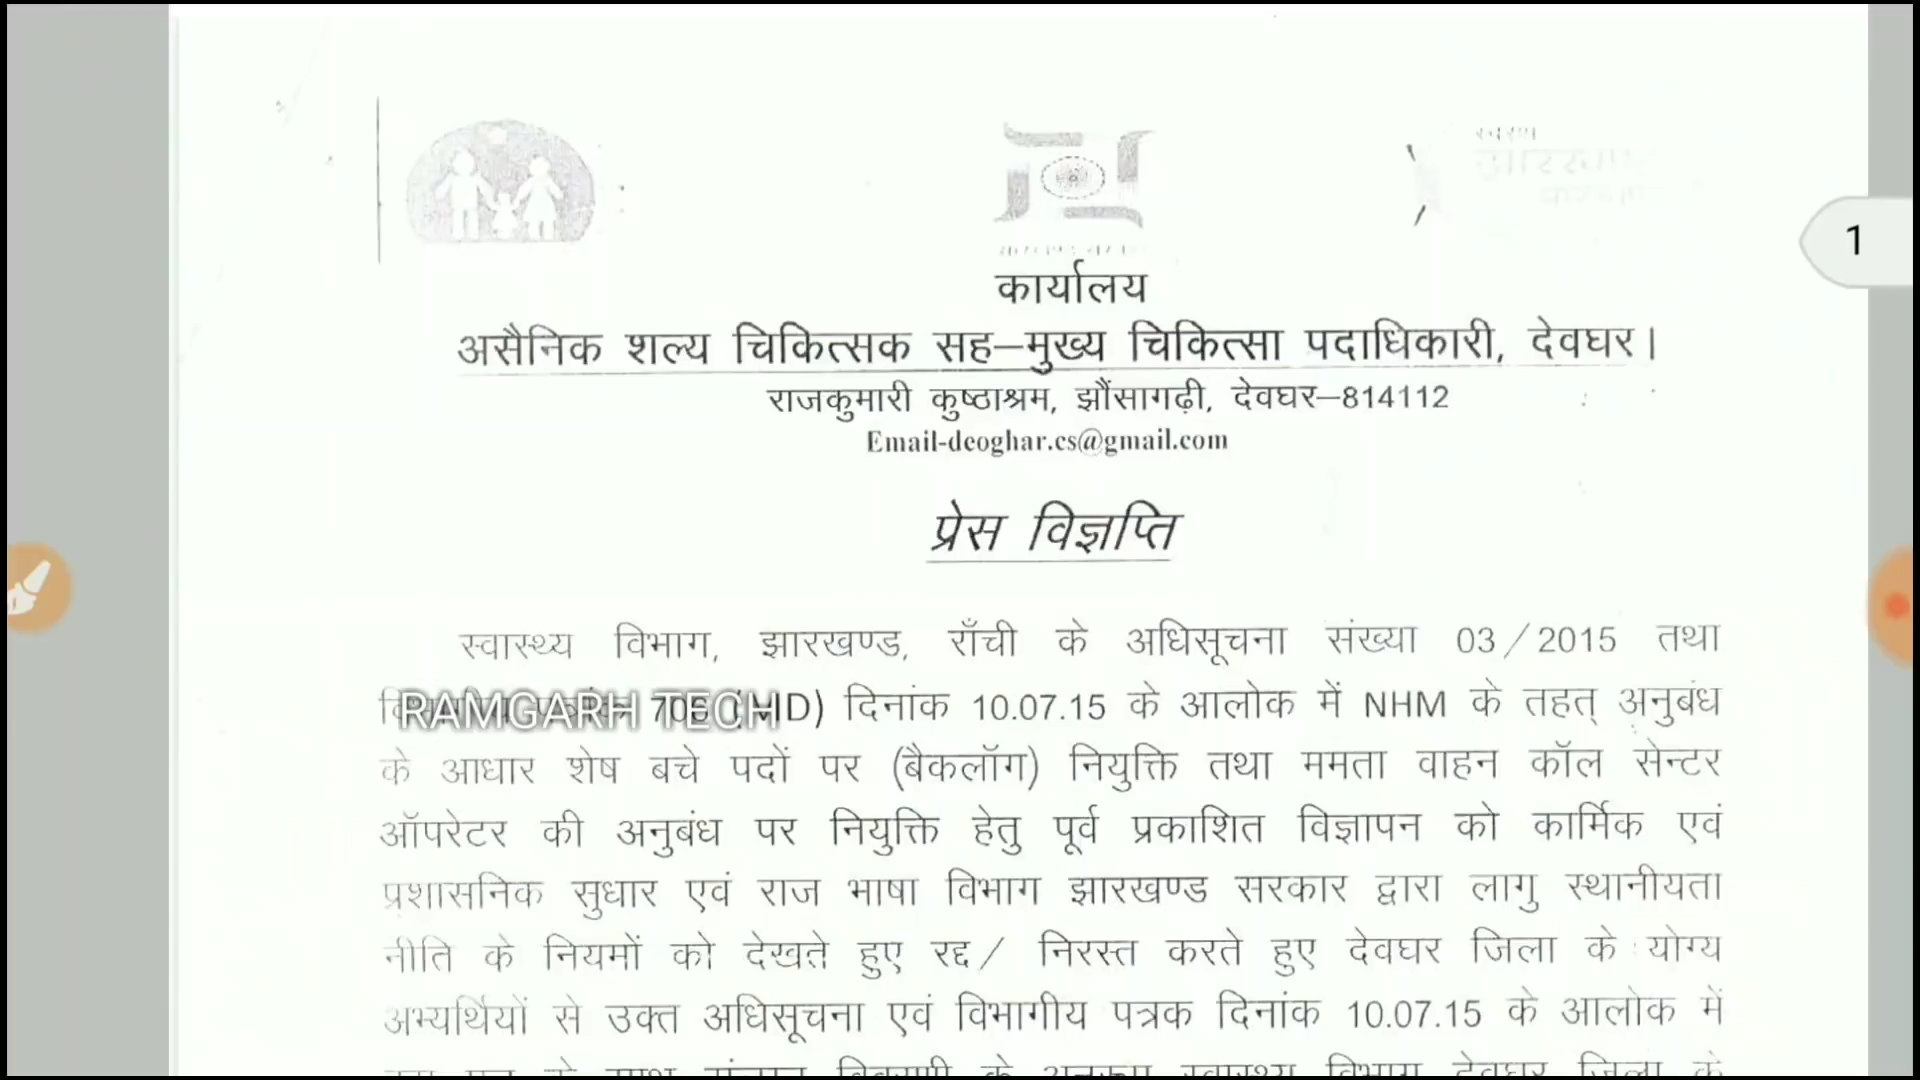 1
कार्यालय
असैनिक शल्य चिकित्सक सह–मुख्य चिकित्सा पदाधिकारी, देवघर।
राजकुमारी कुष्ठाश्रम, झौंसागढ़ी, देवघर–814112
Email-deoghar.cs@gmail.com
प्रेस विज्ञप्ति
स्वास्थ्य विभाग, झारखण्ड, राँची के अधिसूचना संख्या 03/2015 तथा
RAMGARH TECH
(MD) दिनांक 10.07.15 के आलोक में NHM के तहत् अनुबंध
के आधार शेष बचे पदों पर (बैकलॉग) नियुक्ति तथा ममता वाहन कॉल सेन्टर
ऑपरेटर की अनुबंध पर नियुक्ति हेतु पूर्व प्रकाशित विज्ञापन को कार्मिक एवं
प्रशासनिक सुधार एवं राज भाषा विभाग झारखण्ड सरकार द्वारा लागु स्थानीयता
नीति के नियमों को देखते हुए रद्द/ निरस्त करते हुए देवघर जिला के योग्य
अभ्यर्थियों से उक्त अधिसूचना एवं विभागीय पत्रक दिनांक 10.07.15 के आलोक में